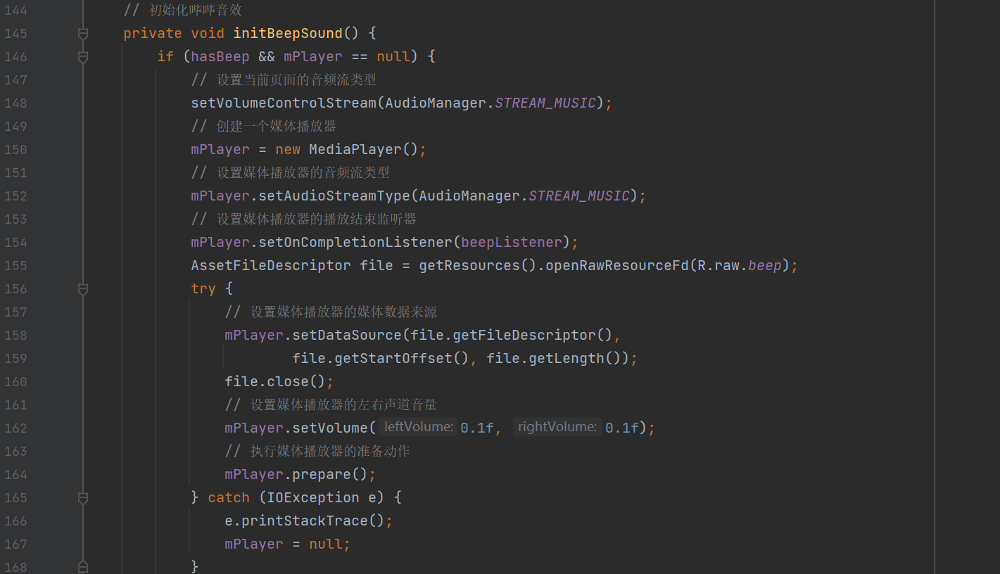 144 // 初始化哔哔音效
145 private void initBeepSound() {
146 if (hasBeep && mPlayer == null) {
147 // 设置当前页面的音频流类型
148 setVolumeControlStream(AudioManager.STREAM_MUSIC);
149 // 创建一个媒体播放器
150 mPlayer = new MediaPlayer();
151 // 设置媒体播放器的音频流类型
152 mPlayer.setAudioStreamType(AudioManager.STREAM_MUSIC);
153 // 设置媒体播放器的播放结束监听器
154 mPlayer.setOnCompletionListener(beepListener);
155 AssetFileDescriptor file = getResources().openRawResourceFd(R.raw.beep);
156 try {
157 // 设置媒体播放器的媒体数据来源
158 mPlayer.setDataSource(file.getFileDescriptor(),
159 file.getStartOffset(), file.getLength());
160 file.close();
161 // 设置媒体播放器的左右声道音量
162 mPlayer.setVolume( leftVolume: 0.1f, rightVolume: 0.1f);
163 // 执行媒体播放器的准备动作
164 mPlayer.prepare();
165 } catch (IOException e) {
166 e.printStackTrace();
167 mPlayer = null;
168 }